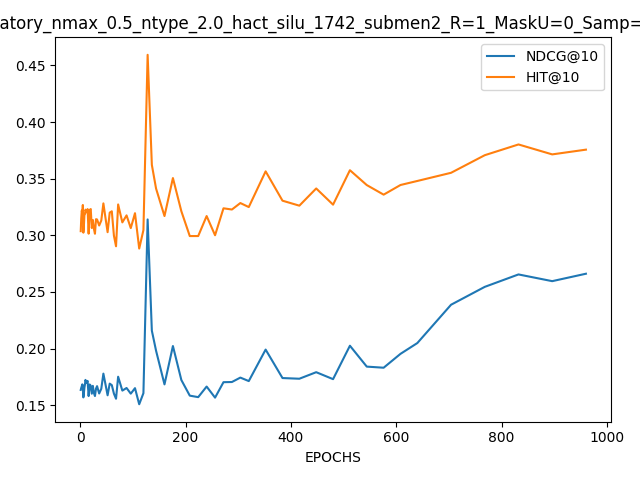 atory_nmax_0.5_ntype_2.0_hact_silu_1742_submen2_R=1_MaskU=0_Samp=
NDCG@10
HIT@10
0.45
0.40
0.35
0.30
0.25
0.20
0.15
0 200 400 600 800 1000
EPOCHS